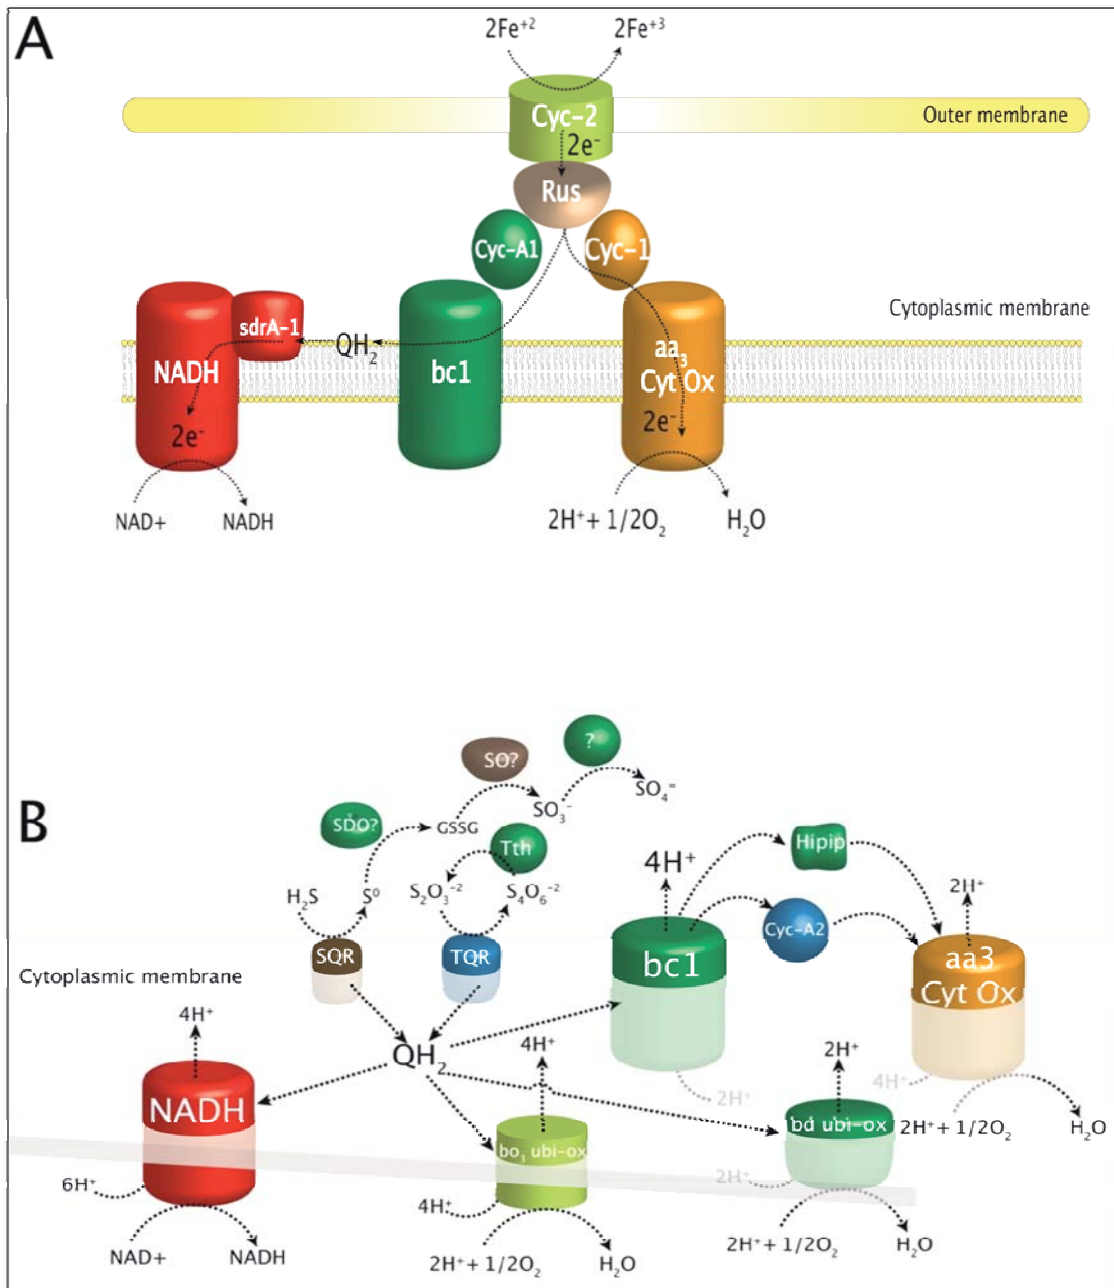 A
2Fe+2
2Fe+3
Cyc-2
Outer membrane
2e-
Rus
Cyc-A1
Cyc-1
Cytoplasmic membrane
sdrA-1
QH2
NADH
bc1
aa3
Cyt Ox
2e-
2e-
NAD+
NADH
2H+ + 1/2O2
H2O
B
?
SO?
SO4=
SO3-
SDO?
GSSG
Tth
Hipip
4H+
2H+
H2S
S0
S2O3-2
S4O6-2
Cyc-A2
SQR
TQR
bc1
aa3
Cyt Ox
Cytoplasmic membrane
4H+
QH2
4H+
2H+
4H+
2H+
NADH
bo3 ubi-ox
bd ubi-ox
2H+ + 1/2O2
H2O
6H+
4H+
2H+
NAD+
NADH
2H+ + 1/2O2
H2O
2H+ + 1/2O2
H2O